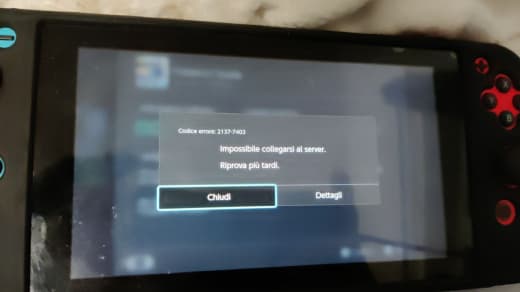 Codice errore: 2137-7403
Impossibile collegarsi al server.
Riprova più tardi.
Chiudi
Dettagli
X
Y
B